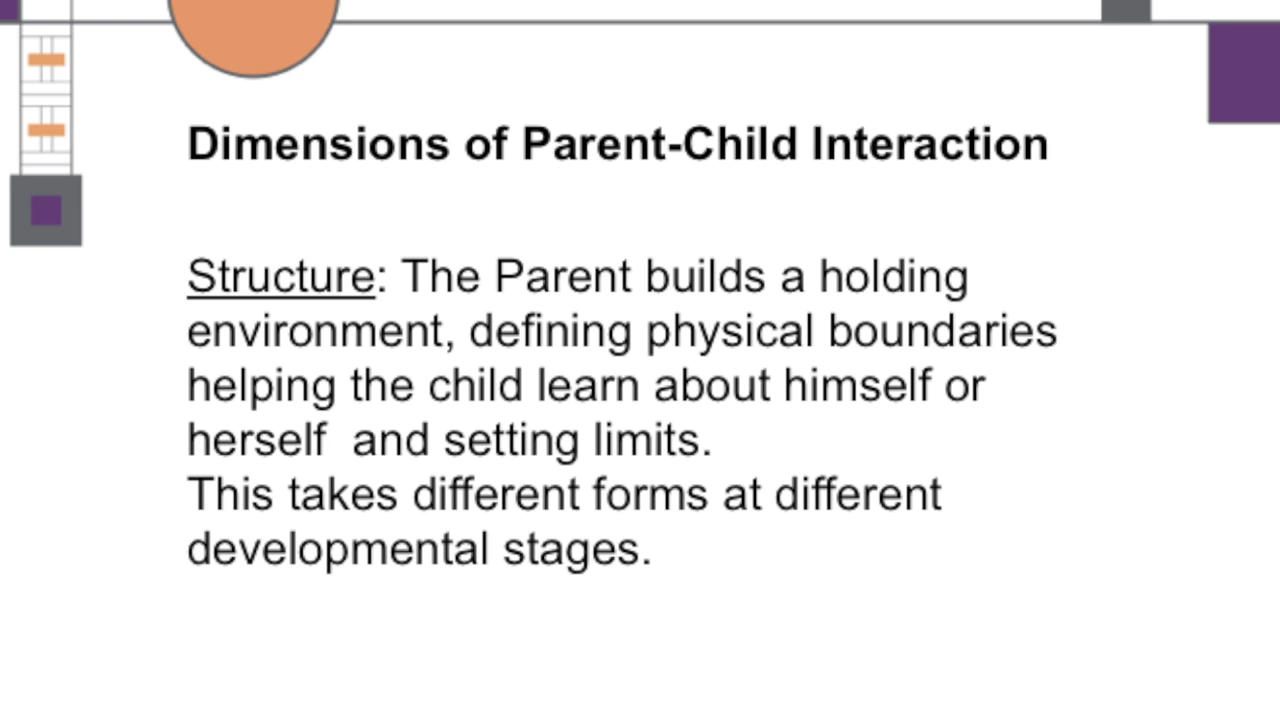 Dimensions of Parent-Child Interaction
Structure: The Parent builds a holding
environment, defining physical boundaries
helping the child learn about himself or
herself  and setting limits.
This takes different forms at different
developmental stages.